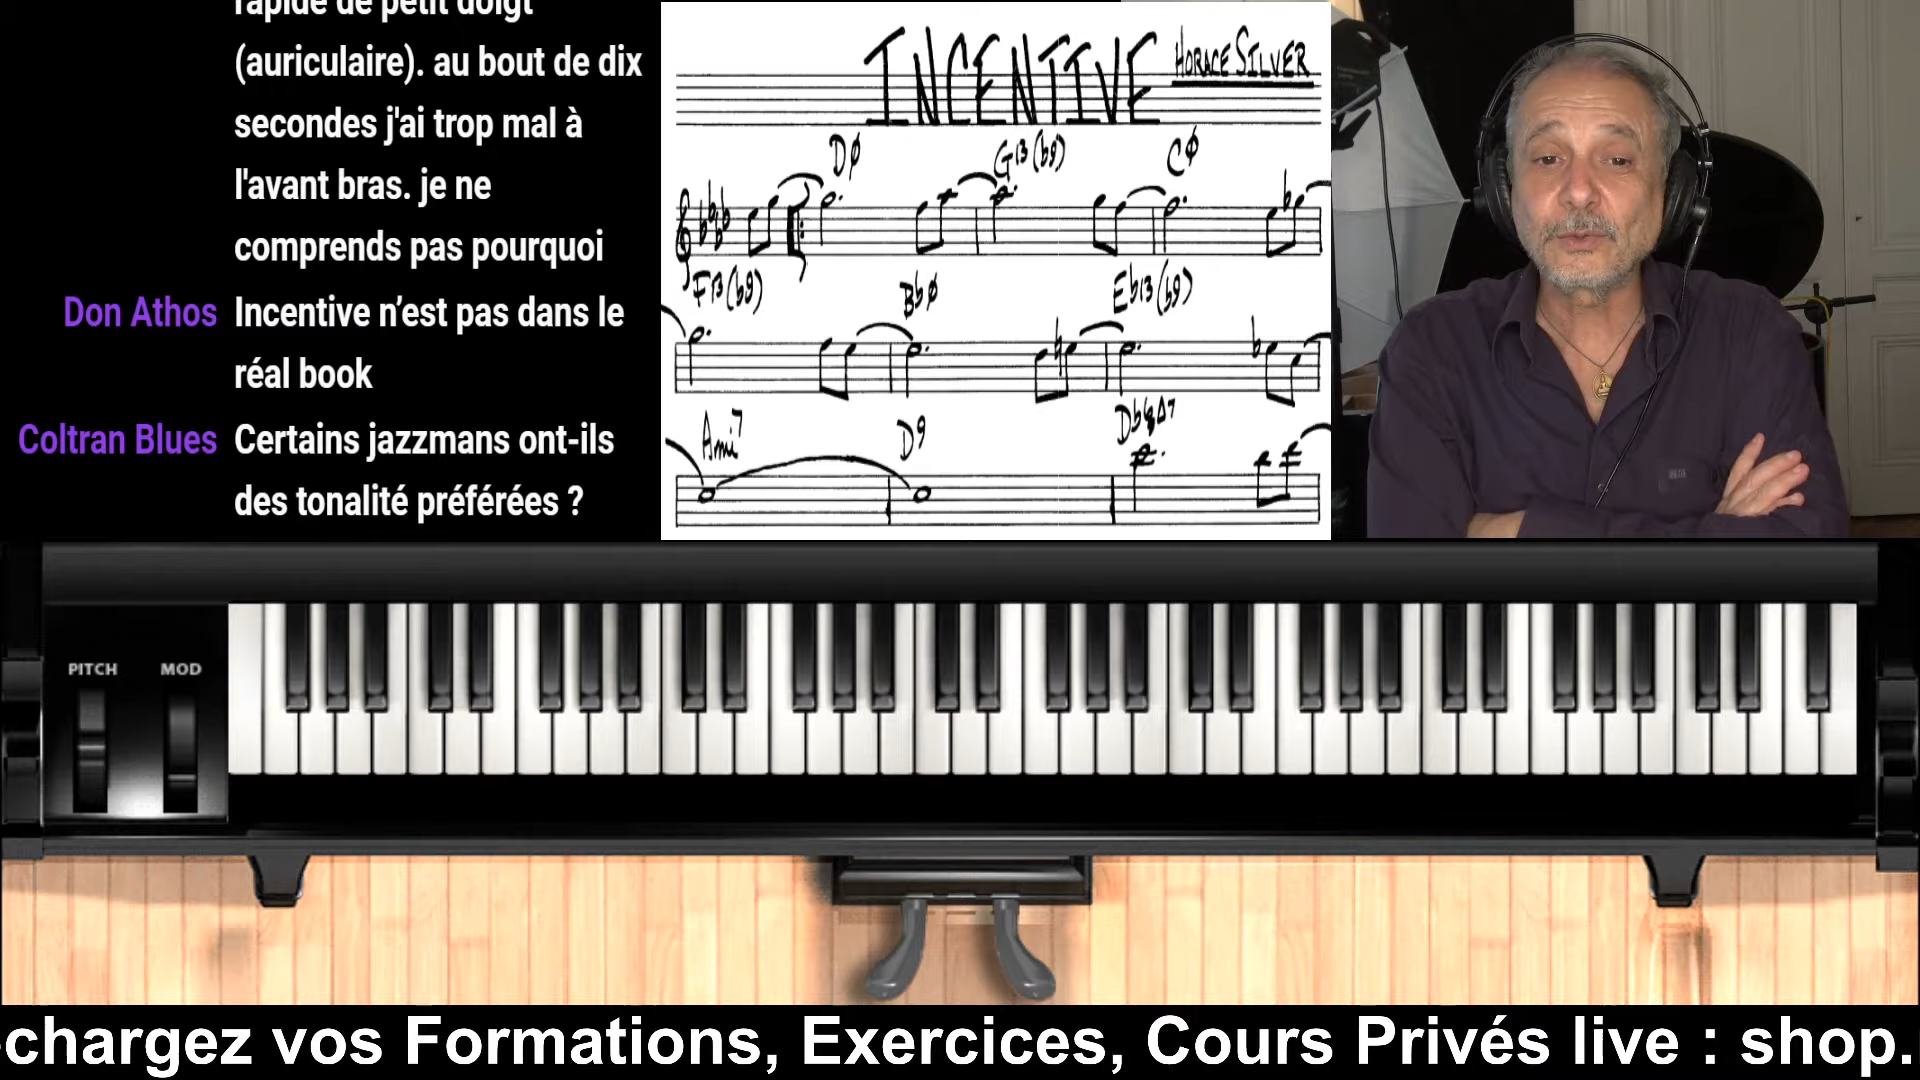 rapide de petit doigt
(auriculaire). au bout de dix
secondes j'ai trop mal à
l'avant bras. je ne
comprends pas pourquoi
Don Athos Incentive n’est pas dans le
réal book
Coltran Blues Certains jazzmans ont-ils
des tonalité préférées ?
INCENTIVE HORACE SILVER
DØ G13(b9) CØ
F13(b9) BbØ Eb13(b9)
Ami7 D9
PITCH MOD
chargez vos Formations, Exercices, Cours Privés live : shop.